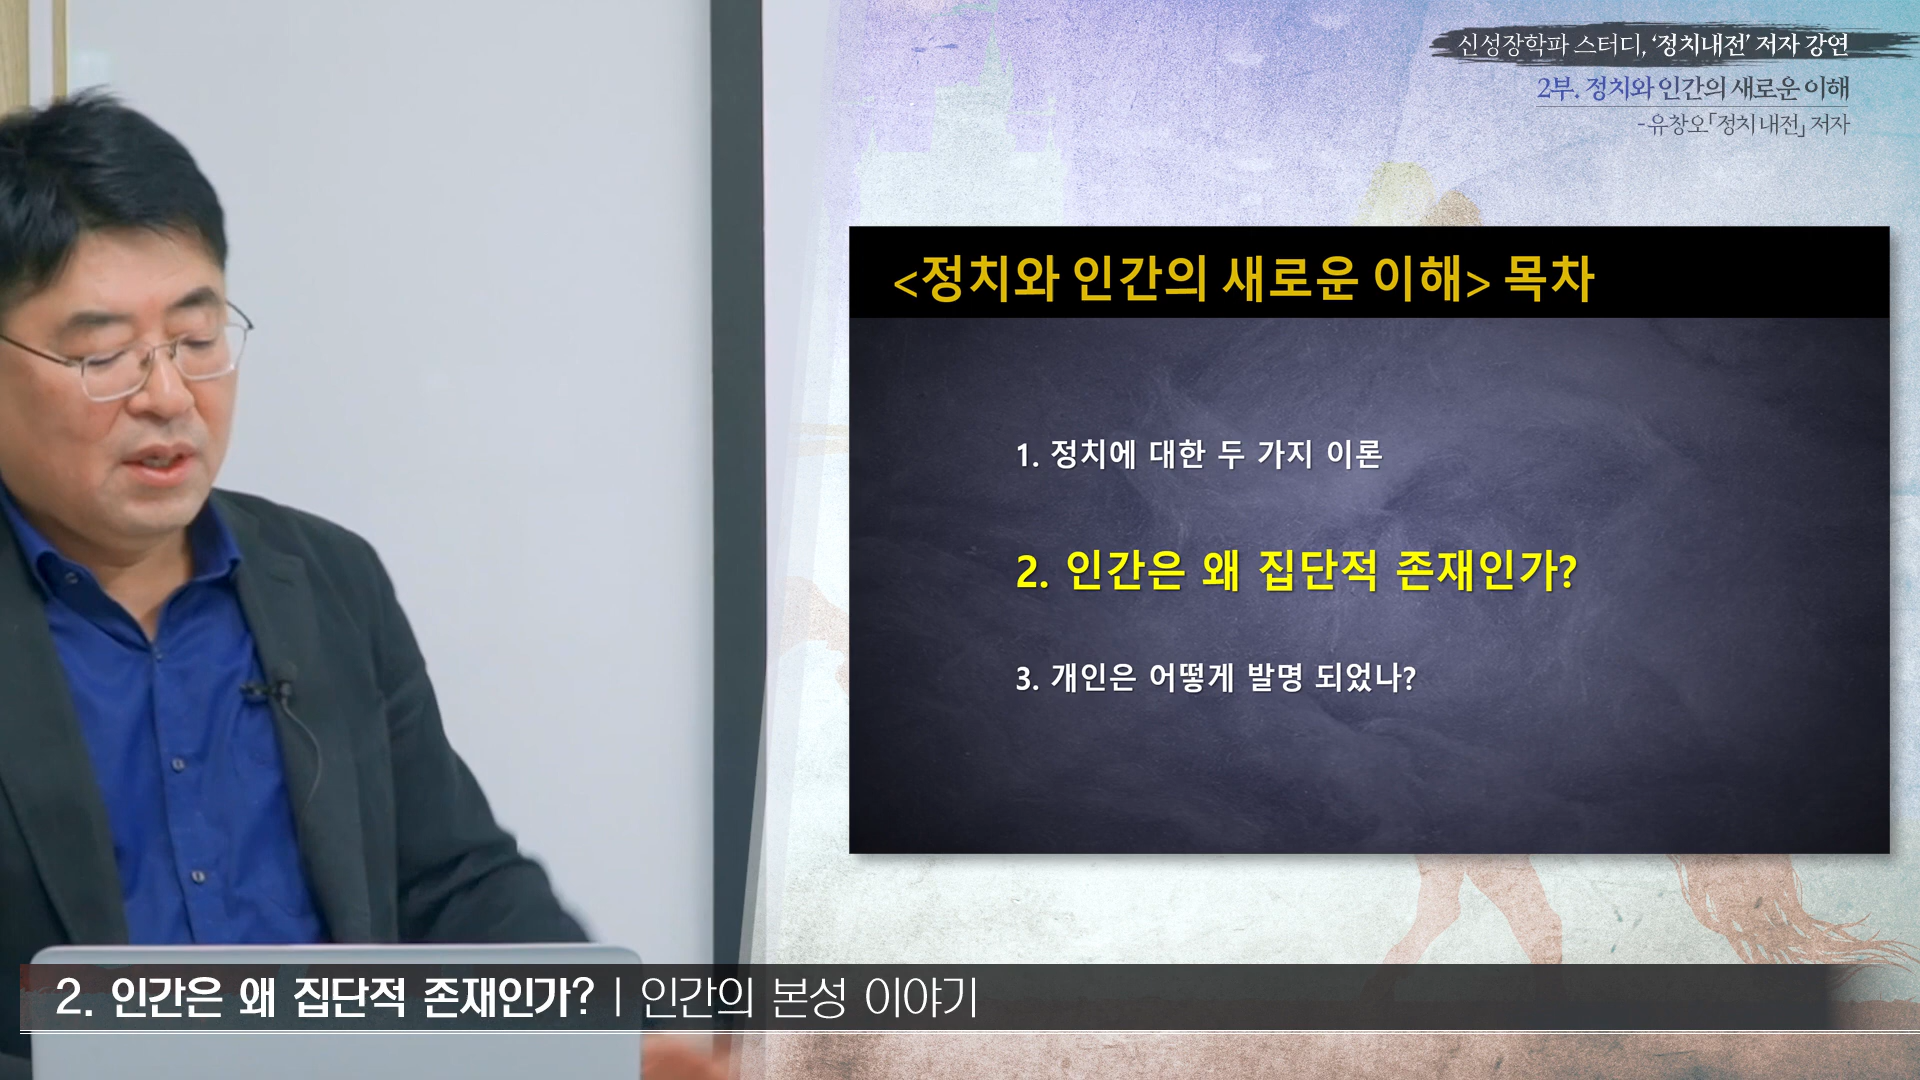 신성장학파 스터디, ‘정치내전’ 저자 강연
2부. 정치와 인간의 새로운 이해
-유창오「정치 내전」 저자
<정치와 인간의 새로운 이해> 목차
1. 정치에 대한 두 가지 이론
2. 인간은 왜 집단적 존재인가?
3. 개인은 어떻게 발명 되었나?
2. 인간은 왜 집단적 존재인가? | 인간의 본성 이야기